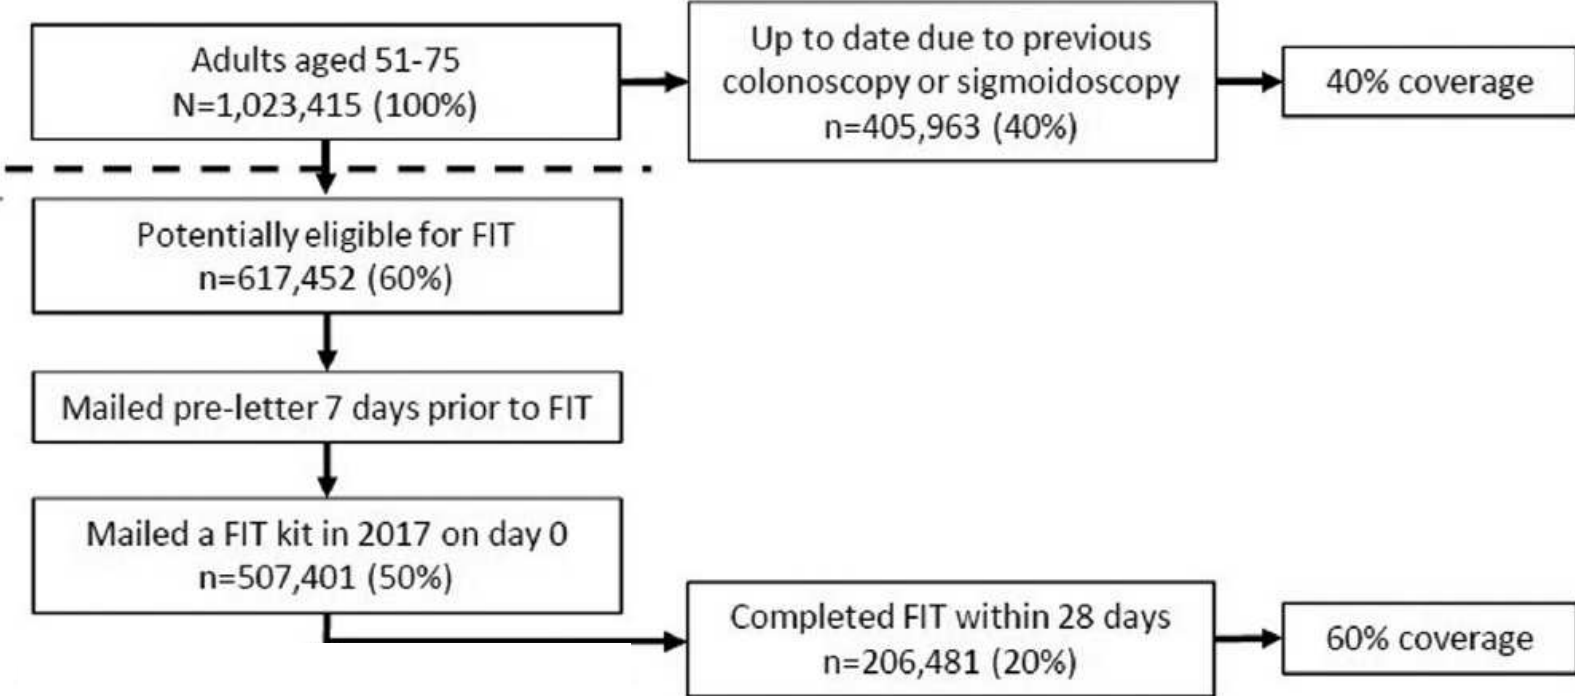 Adults aged 51-75
N=1,023,415 (100%)
Up to date due to previous
colonoscopy or sigmoidoscopy
n=405,963 (40%)
40% coverage
Potentially eligible for FIT
n=617,452 (60%)
Mailed pre-letter 7 days prior to FIT
Mailed a FIT kit in 2017 on day 0
n=507,401 (50%)
Completed FIT within 28 days
n=206,481 (20%)
60% coverage